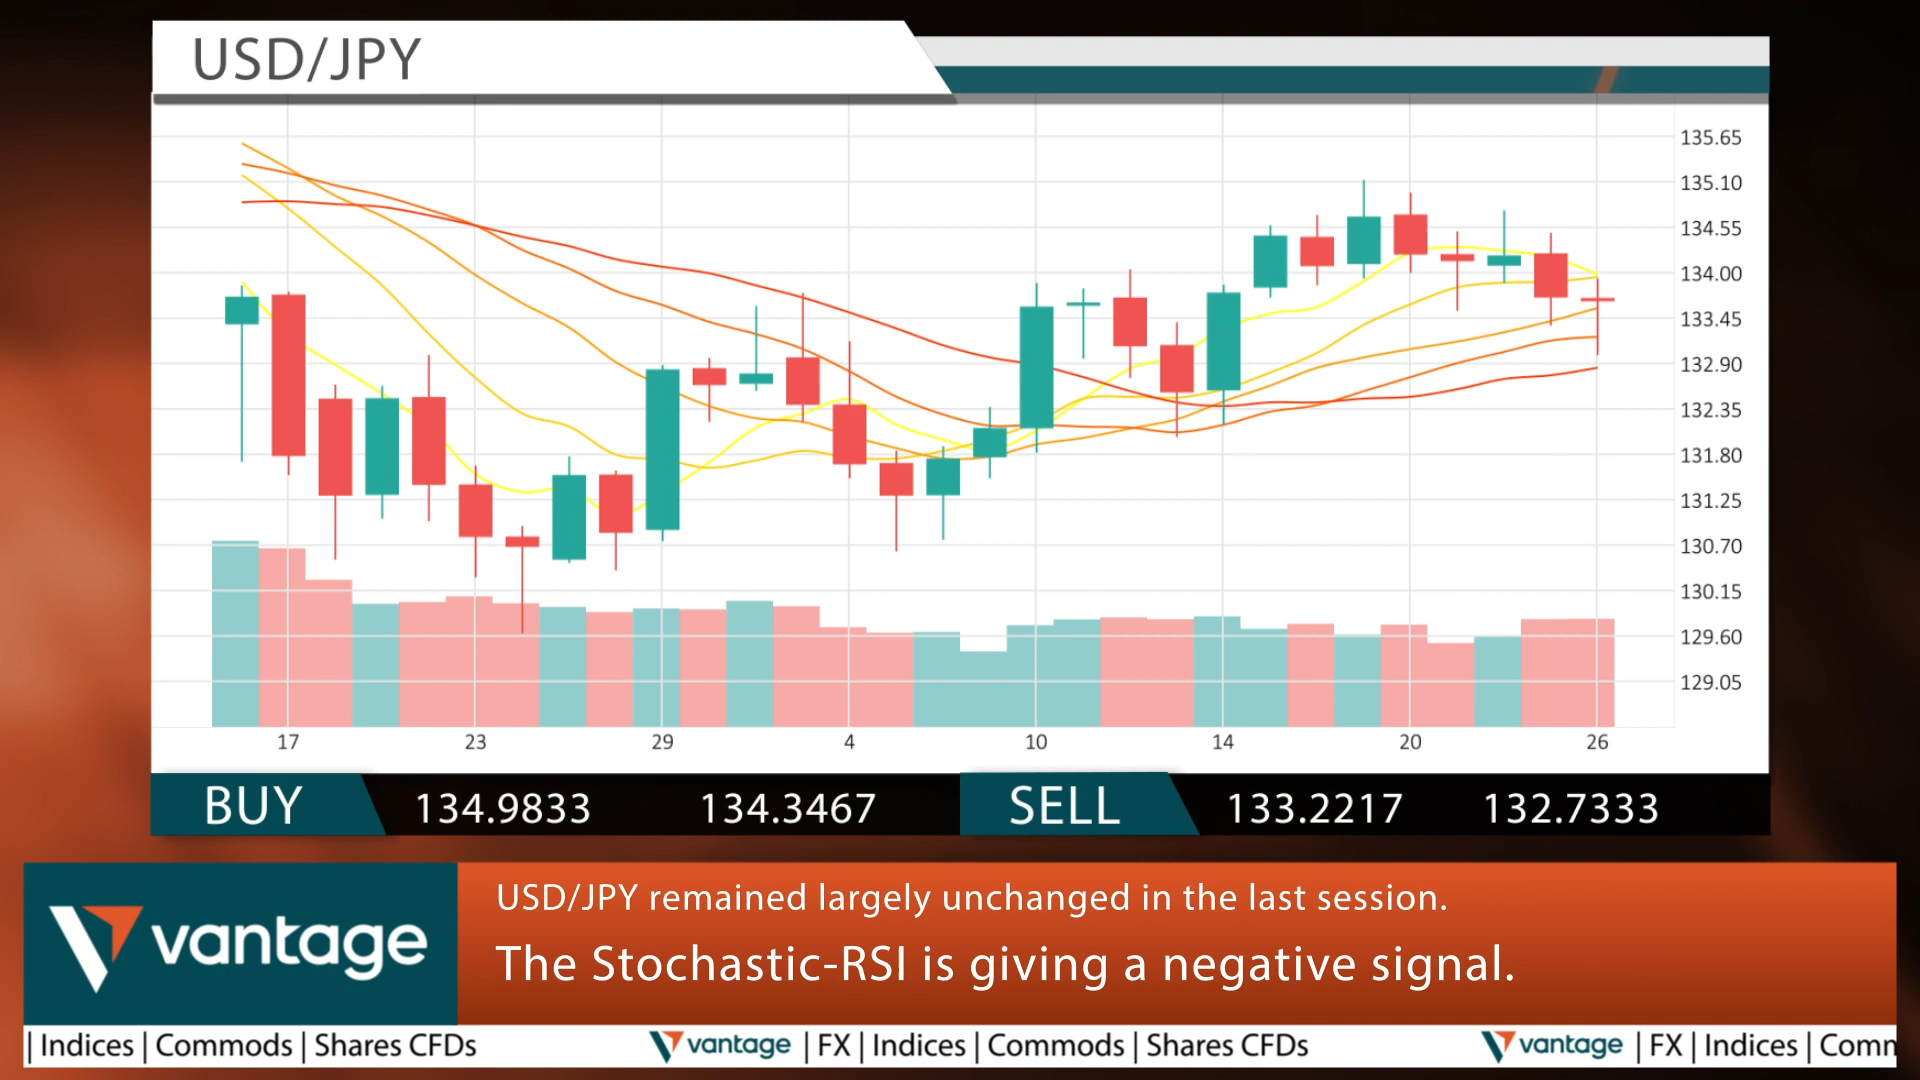 USD/JPY
135.65
135.10
134.55
134.00
133.45
132.90
132.35
131.80
131.25
130.70
130.15
129.60
129.05
17 23 29 4 10 14 20 26
BUY 134.9833 134.3467 SELL 133.2217 132.7333
USD/JPY remained largely unchanged in the last session.
vantage
The Stochastic-RSI is giving a negative signal.
| Indices | Commods | Shares CFDs vantage | FX | Indices | Commods | Shares CFDs vantage | FX | Indices | Comm